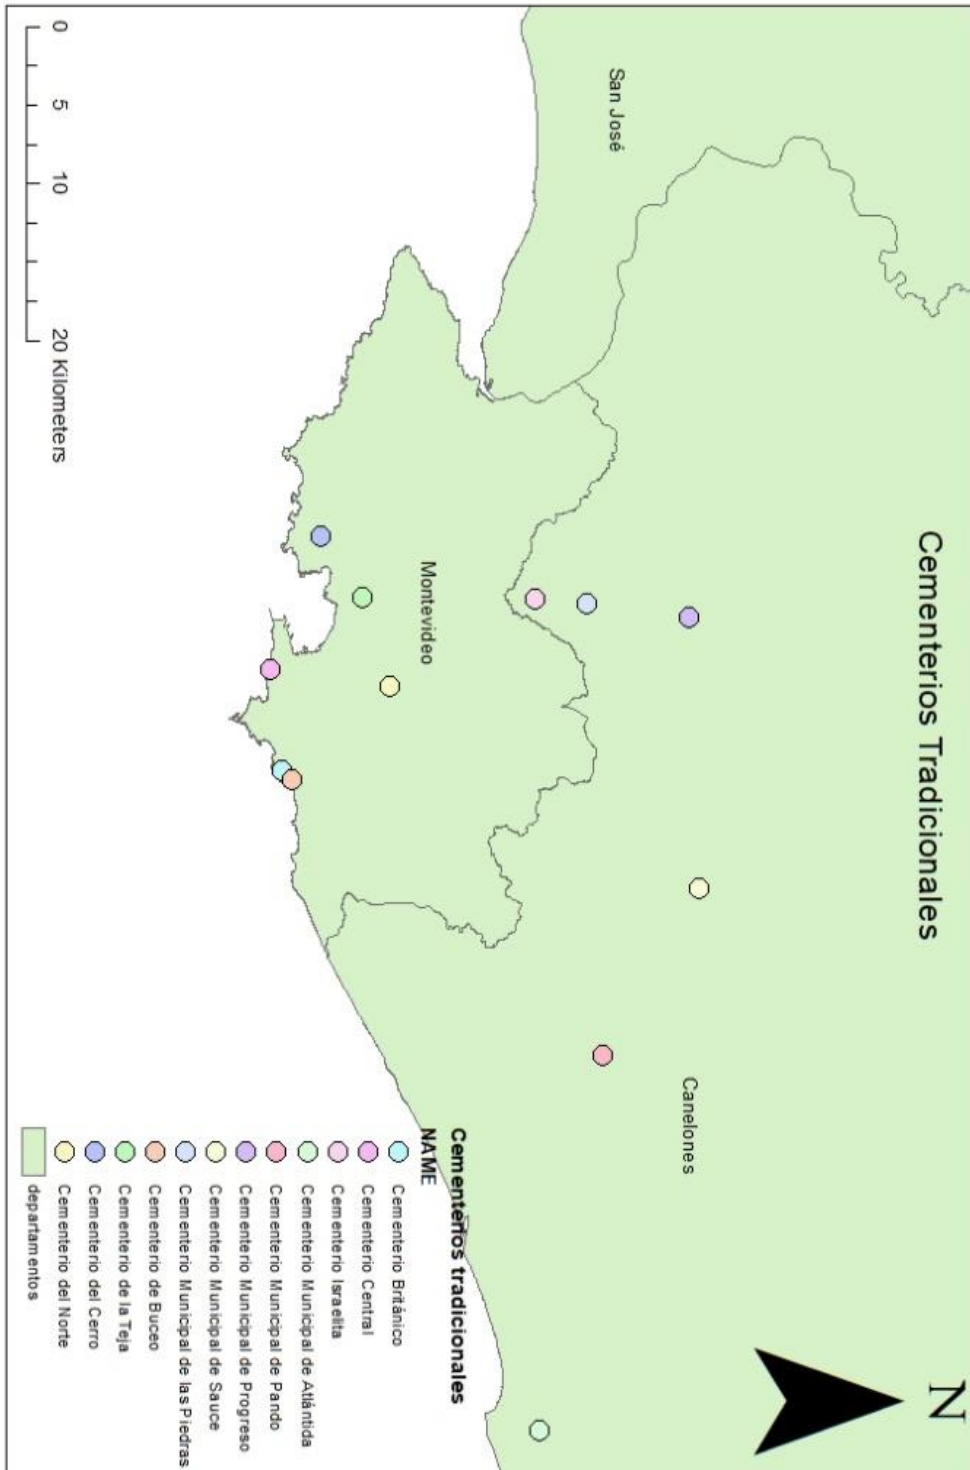 Cementerios Tradicionales
N
San José
Montevideo
Canelones
Cementerios tradicionales
NAME
Cementerio Británico
Cementerio Central
Cementerio Israelita
Cementerio Municipal de Atlántida
Cementerio Municipal de Pando
Cementerio Municipal de Progreso
Cementerio Municipal de Sauce
Cementerio Municipal de las Piedras
Cementerio de Buceo
Cementerio de la Teja
Cementerio del Cerro
Cementerio del Norte
departamentos
0 5 10 20 Kilometers